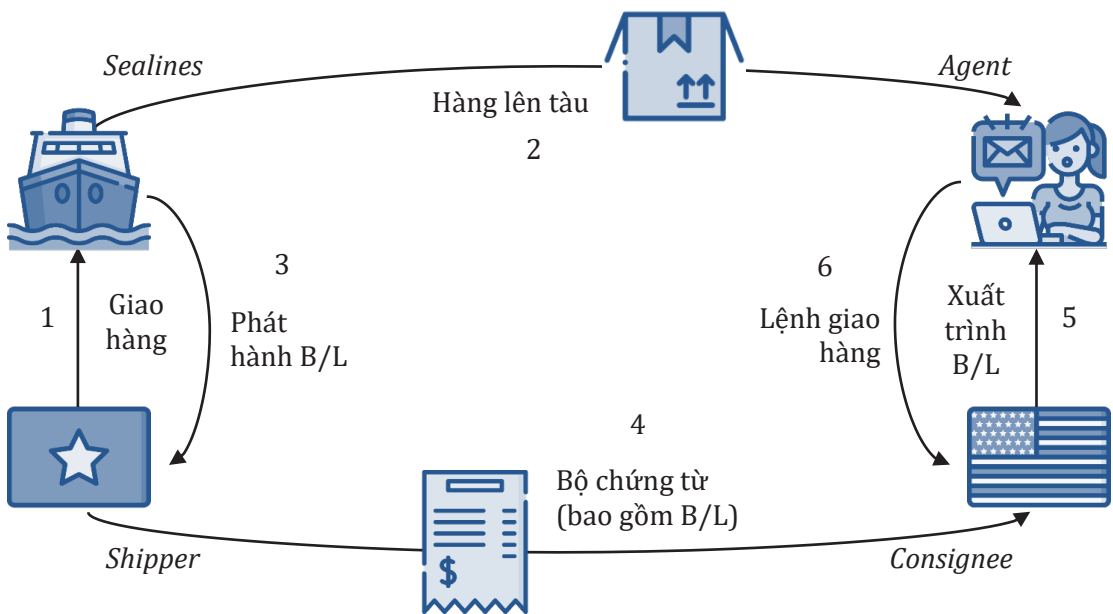 Sealines
Agent
Hàng lên tàu
2
3
6
1
Giao
hàng
Phát
hành B/L
Lệnh giao
hàng
Xuất
trình
B/L
5
4
Bộ chứng từ
(bao gồm B/L)
$
Shipper
Consignee